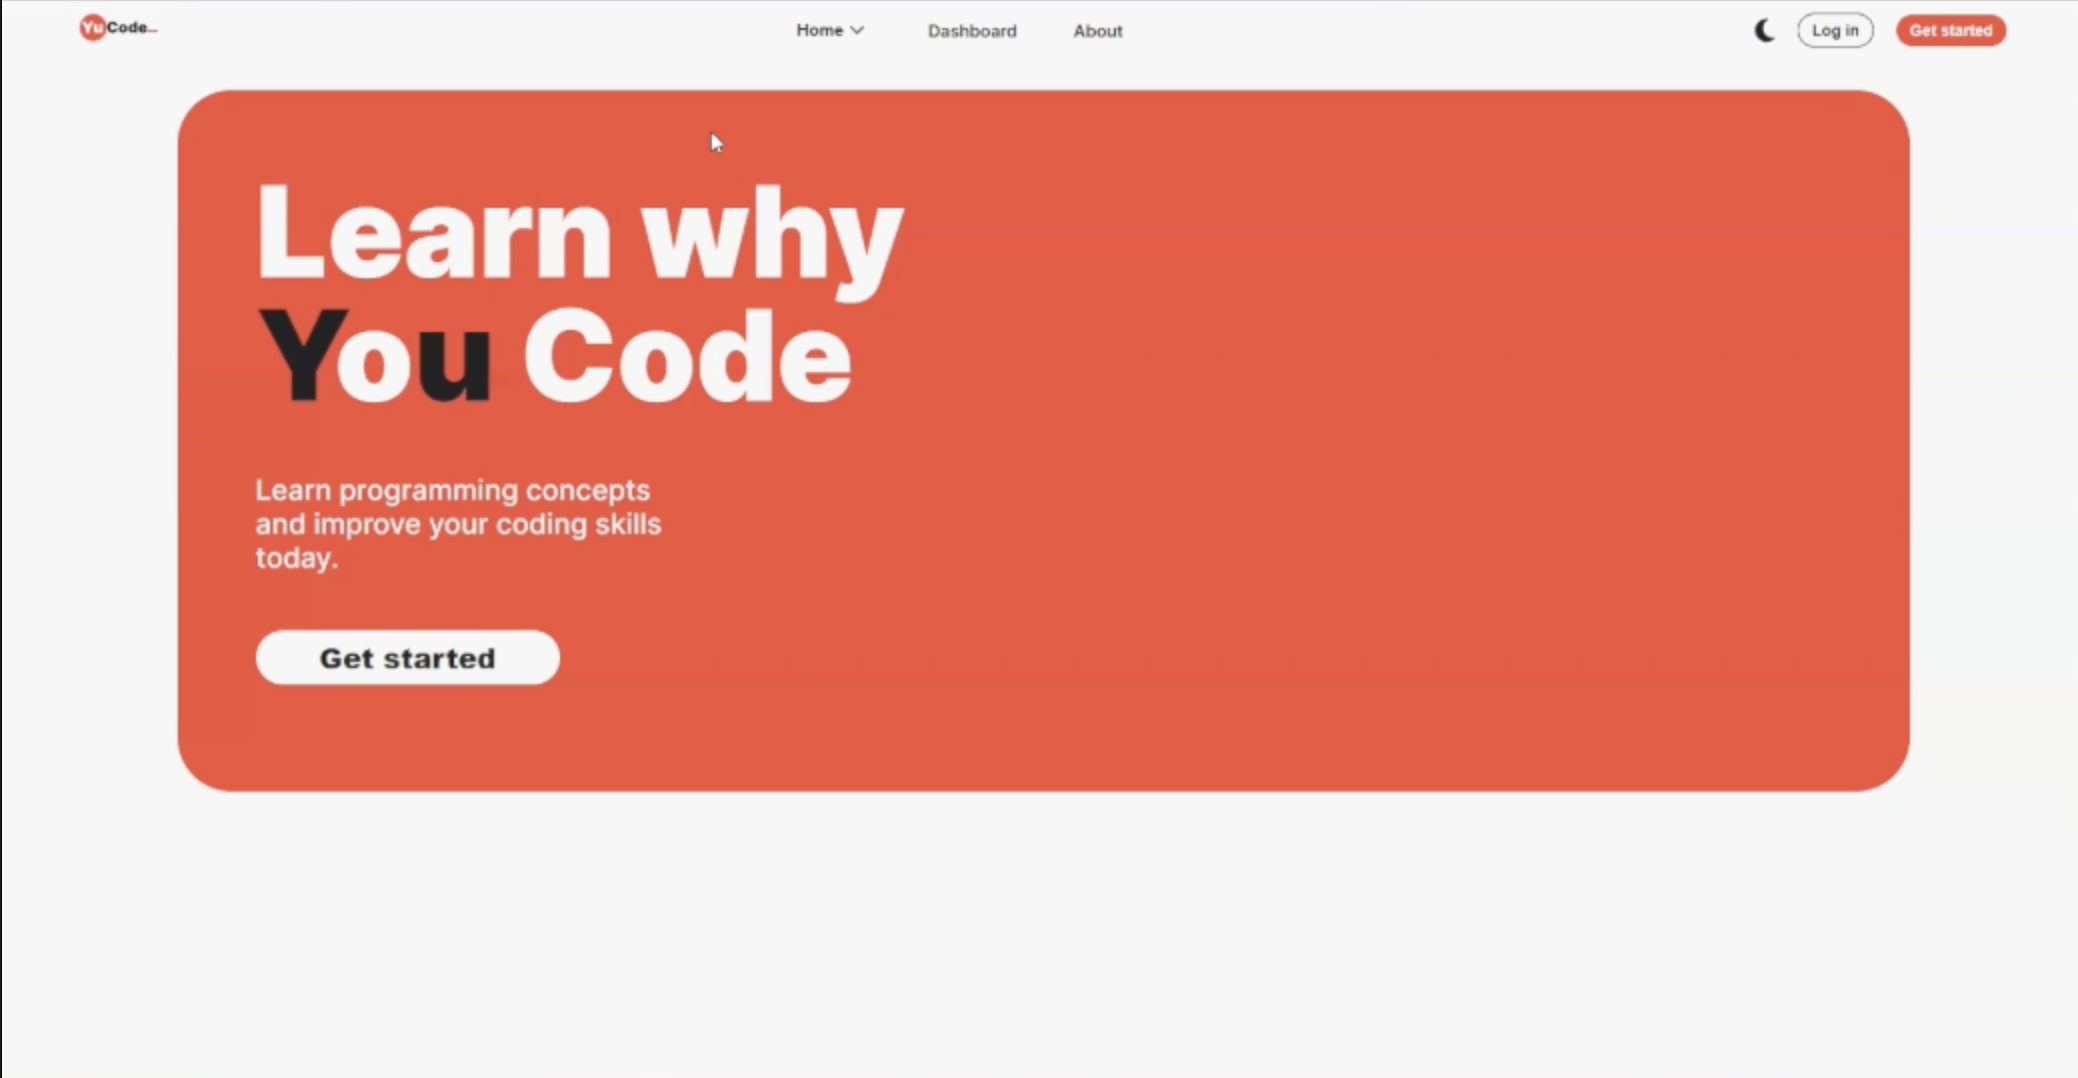 YuCode_
Home
Dashboard
About
Log in
Get started
Learn why
You Code
Learn programming concepts
and improve your coding skills
today.
Get started